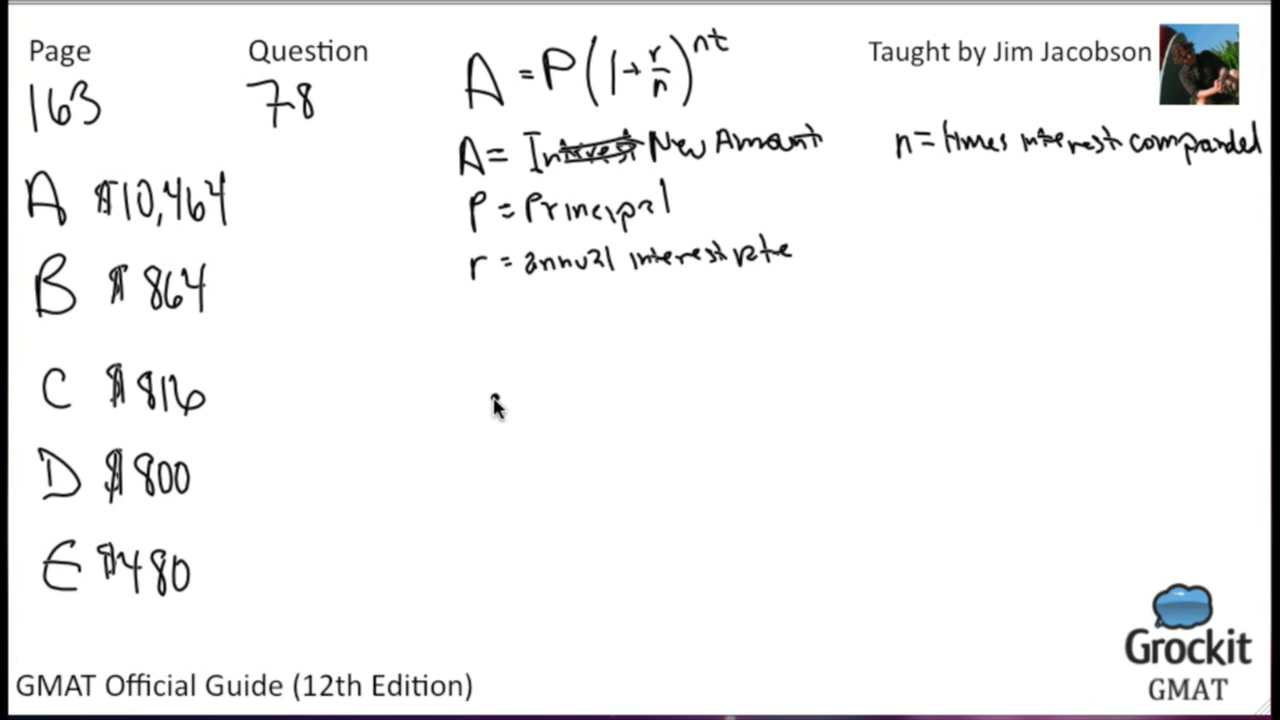 Page Question
163 78
Taught by Jim Jacobson
A = P(1+r/n)^nt
A = New Amount
n = times interest compounded
P = Principal
r = annual interest rate
A $10,464
B $864
C $816
D $800
E $480
Grockit
GMAT
GMAT Official Guide (12th Edition)